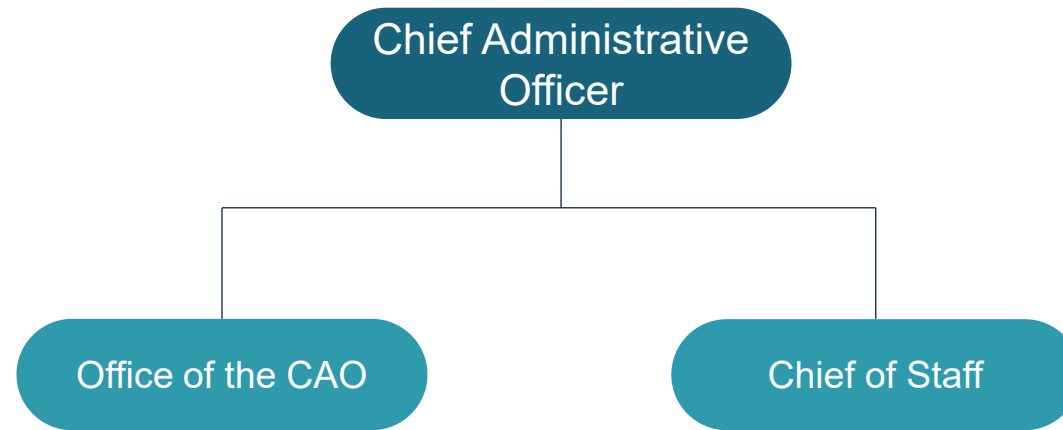 Chief Administrative
Officer
Office of the CAO
Chief of Staff